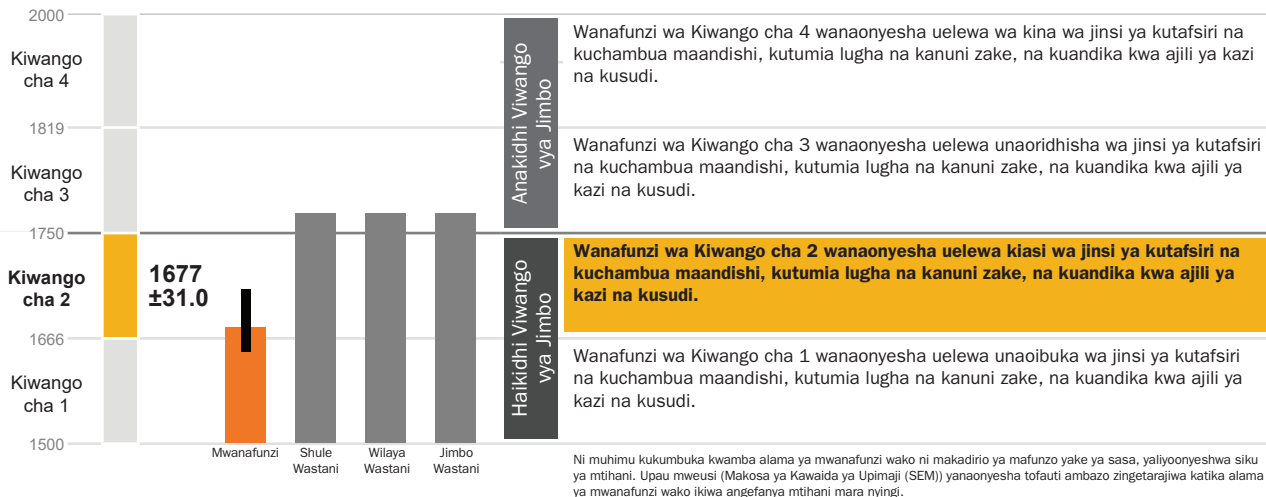 2000
Kiwango
cha 4
1819
Kiwango
cha 3
1750
Kiwango
cha 2
1666
Kiwango
cha 1
1500
1677
±31.0
Mwanafunzi
Shule
Wastani
Wilaya
Wastani
Jimbo
Wastani
Anakidhi Viwango
vya Jimbo
Haikidhi Viwango
vya Jimbo
Wanafunzi wa Kiwango cha 4 wanaonyesha uelewa wa kina wa jinsi ya kutafsiri na
kuchambua maandishi, kutumia lugha na kanuni zake, na kuandika kwa ajili ya kazi
na kusudi.
Wanafunzi wa Kiwango cha 3 wanaonyesha uelewa unaoridhisha wa jinsi ya kutafsiri
na kuchambua maandishi, kutumia lugha na kanuni zake, na kuandika kwa ajili ya
kazi na kusudi.
Wanafunzi wa Kiwango cha 2 wanaonyesha uelewa kiasi wa jinsi ya kutafsiri na
kuchambua maandishi, kutumia lugha na kanuni zake, na kuandika kwa ajili ya
kazi na kusudi.
Wanafunzi wa Kiwango cha 1 wanaonyesha uelewa unaoibuka wa jinsi ya kutafsiri
na kuchambua maandishi, kutumia lugha na kanuni zake, na kuandika kwa ajili ya
kazi na kusudi.
Ni muhimu kukumbuka kwamba alama ya mwanafunzi wako ni makadirio ya mafunzo yake ya sasa, yaliyoonyeshwa siku
ya mtihani. Upau mweusi (Makosa ya Kawaida ya Upimaji (SEM)) yanaonyesha tofauti ambazo zingetarajiwa katika alama
ya mwanafunzi wako ikiwa angefanya mtihani mara nyingi.